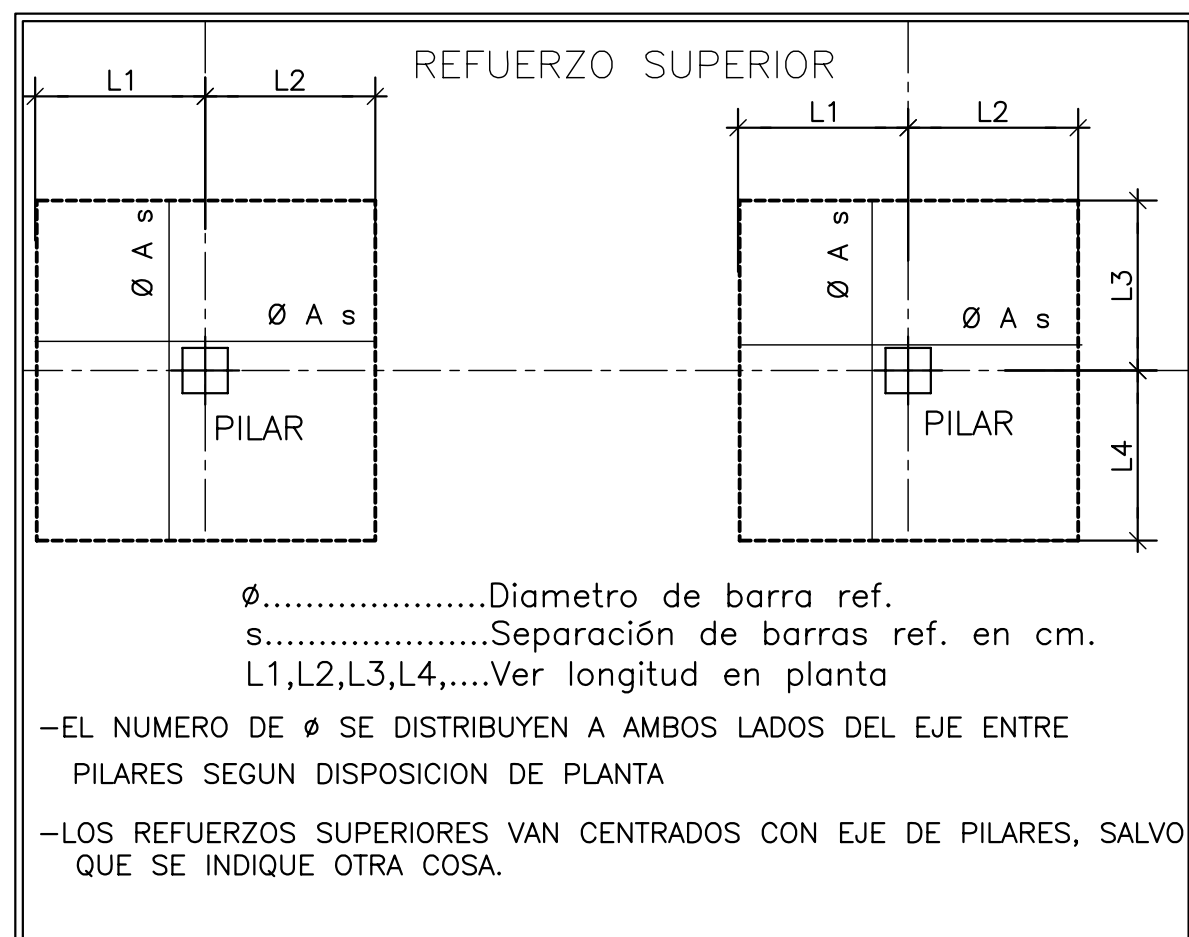 REFUERZO SUPERIOR
L1 L2
L1 L2
Ø A s
Ø A s
Ø A s
Ø A s
L3
PILAR
PILAR
L4
ø.....................Diametro de barra ref.
s.....................Separación de barras ref. en cm.
L1,L2,L3,L4,....Ver longitud en planta
-EL NUMERO DE ø SE DISTRIBUYEN A AMBOS LADOS DEL EJE ENTRE
PILARES SEGUN DISPOSICION DE PLANTA
-LOS REFUERZOS SUPERIORES VAN CENTRADOS CON EJE DE PILARES, SALVO
QUE SE INDIQUE OTRA COSA.